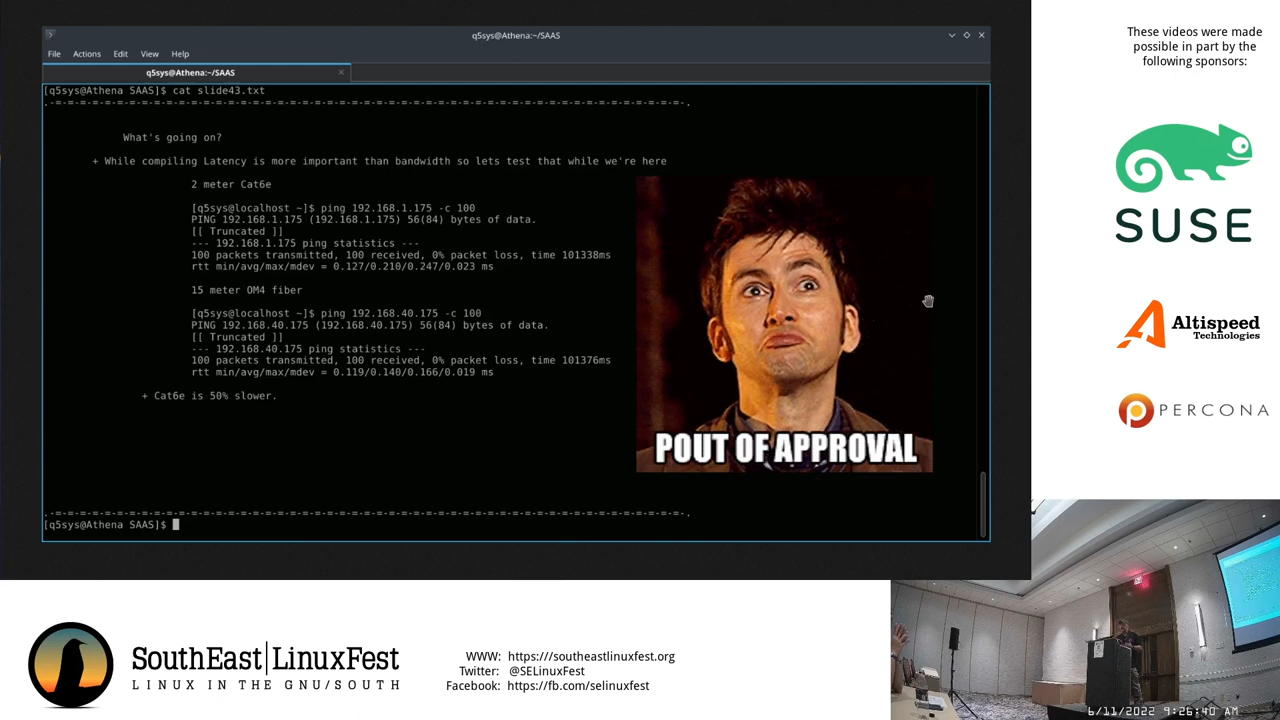 q5sys@Athena:~/SAAS
File Actions Edit View Help
q5sys@Athena:~/SAAS
[q5sys@Athena SAAS]$ cat slide43.txt
.-=-=-=-=-=-=-=-=-=-=-=-=-=-=-=-=-=-=-=-=-=-=-=-=-=-=-=-=-=-=-=-=-=-=-=-=-=-=-=-=-=-=-=-=-=-=-=-=-=-=-=-=-.
What's going on?
+ While compiling Latency is more important than bandwidth so lets test that while we're here
2 meter Cat6e
[q5sys@localhost ~]$ ping 192.168.1.175 -c 100
PING 192.168.1.175 (192.168.1.175) 56(84) bytes of data.
[[ Truncated ]]
--- 192.168.1.175 ping statistics ---
100 packets transmitted, 100 received, 0% packet loss, time 101338ms
rtt min/avg/max/mdev = 0.127/0.210/0.247/0.023 ms
15 meter OM4 fiber
[q5sys@localhost ~]$ ping 192.168.40.175 -c 100
PING 192.168.40.175 (192.168.40.175) 56(84) bytes of data.
[[ Truncated ]]
--- 192.168.40.175 ping statistics ---
100 packets transmitted, 100 received, 0% packet loss, time 101376ms
rtt min/avg/max/mdev = 0.119/0.140/0.166/0.019 ms
+ Cat6e is 50% slower.
POUT OF APPROVAL
.-=-=-=-=-=-=-=-=-=-=-=-=-=-=-=-=-=-=-=-=-=-=-=-=-=-=-=-=-=-=-=-=-=-=-=-=-=-=-=-=-=-=-=-=-=-=-=-=-=-=-=-=-.
[q5sys@Athena SAAS]$
These videos were made
possible in part by the
following sponsors:
SUSE
Altispeed
Technologies
PERCONA
SouthEast|LinuxFest
LINUX IN THE GNU/SOUTH
WWW: https:///southeastlinuxfest.org
Twitter: @SELinuxFest
Facebook: https://fb.com/selinuxfest
6/11/2022 9:26:40 AM